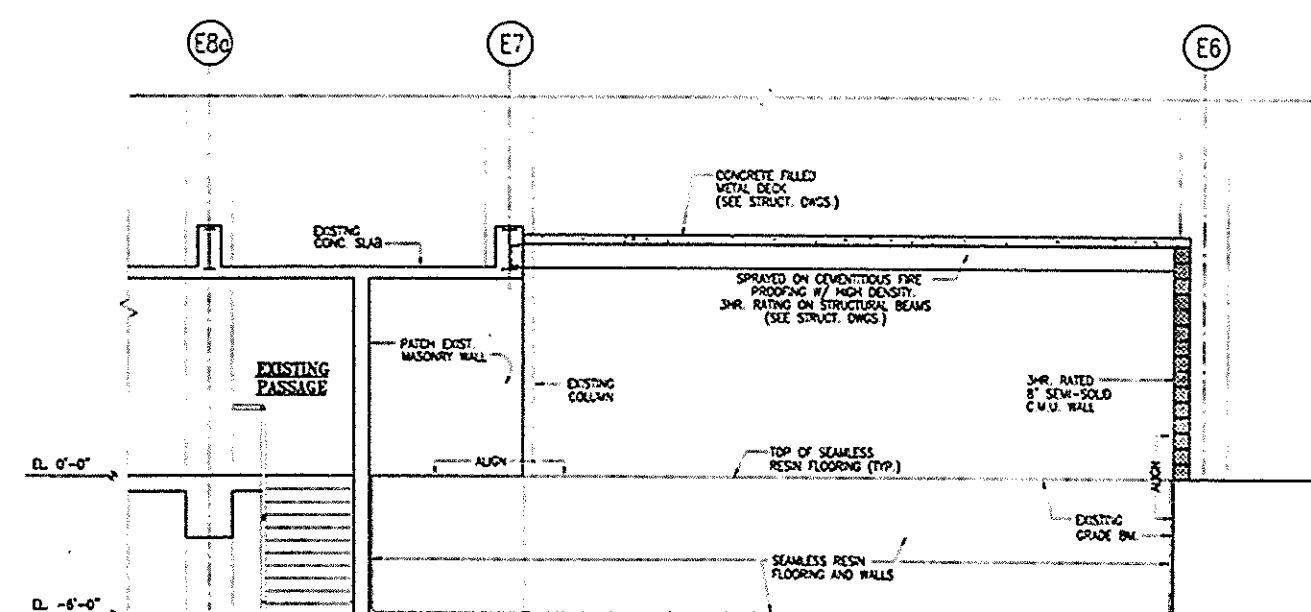 E8a
E7
E6
CONCRETE FILLED
METAL DECK
(SEE STRUCT. DWGS.)
EXISTING
CONC. SLAB
SPRAYED ON CEMENTITIOUS FIRE
PROOFING W/ HIGH DENSITY.
3HR. RATING ON STRUCTURAL BEAMS
(SEE STRUCT. DWGS.)
PATCH EXIST.
MASONRY WALL
EXISTING
PASSAGE
EXISTING
COLUMN
3HR. RATED
8" SEMI-SOLID
C.M.U. WALL
EL. 0'-0"
ALIGN
TOP OF SEAMLESS
RESIN FLOORING (TYP.)
ALIGN
EXISTING
GRADE BM.
SEAMLESS RESIN
FLOORING AND WALLS
EL. -6'-0"